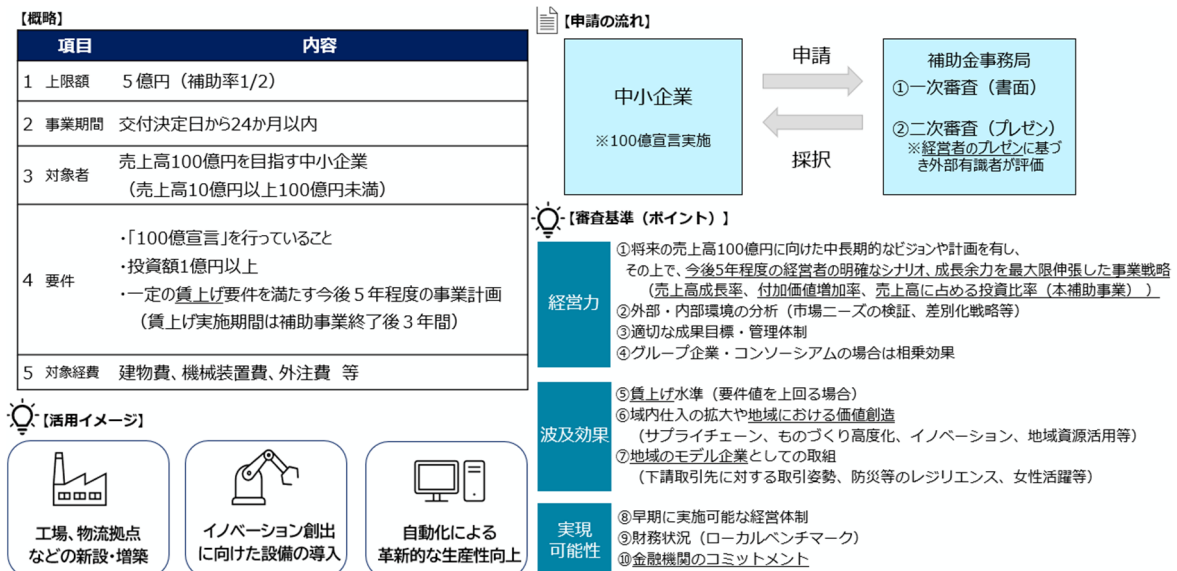 【概略】
項目 内容
1 上限額 5億円（補助率1/2）
2 事業期間 交付決定日から24か月以内
3 対象者 売上高100億円を目指す中小企業
（売上高10億円以上100億円未満）
4 要件 ・「100億宣言」を行っていること
・投資額1億円以上
・一定の賃上げ要件を満たす今後５年程度の事業計画
（賃上げ実施期間は補助事業終了後３年間）
5 対象経費 建物費、機械装置費、外注費 等
【活用イメージ】
工場、物流拠点
などの新設・増築
イノベーション創出
に向けた設備の導入
自動化による
革新的な生産性向上
【申請の流れ】
中小企業
※100億宣言実施
申請
採択
補助金事務局
①一次審査（書面）
②二次審査（プレゼン）
※経営者のプレゼンに基づ
き外部有識者が評価
【審査基準（ポイント）】
経営力
①将来の売上高100億円に向けた中長期的なビジョンや計画を有し、
その上で、今後5年程度の経営者の明確なシナリオ、成長余力を最大限伸張した事業戦略
（売上高成長率、付加価値増加率、売上高に占める投資比率（本補助事業） ）
②外部・内部環境の分析（市場ニーズの検証、差別化戦略等）
③適切な成果目標・管理体制
④グループ企業・コンソーシアムの場合は相乗効果
波及効果
⑤賃上げ水準（要件値を上回る場合）
⑥域内仕入の拡大や地域における価値創造
（サプライチェーン、ものづくり高度化、イノベーション、地域資源活用等）
⑦地域のモデル企業としての取組
（下請取引先に対する取引姿勢、防災等のレジリエンス、女性活躍等）
実現
可能性
⑧早期に実施可能な経営体制
⑨財務状況（ローカルベンチマーク）
⑩金融機関のコミットメント